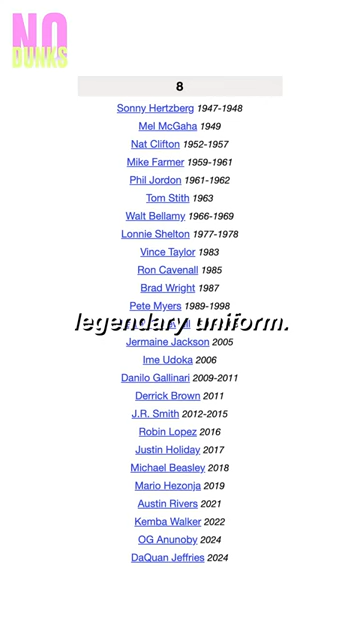 NO
DUNKS
8
Sonny Hertzberg 1947-1948
Mel McGaha 1949
Nat Clifton 1952-1957
Mike Farmer 1959-1961
Phil Jordon 1961-1962
Tom Stith 1963
Walt Bellamy 1966-1969
Lonnie Shelton 1977-1978
Vince Taylor 1983
Ron Cavenall 1985
Brad Wright 1987
Pete Myers 1989-1998
legendary uniform.
Jermaine Jackson 2005
Ime Udoka 2006
Danilo Gallinari 2009-2011
Derrick Brown 2011
J.R. Smith 2012-2015
Robin Lopez 2016
Justin Holiday 2017
Michael Beasley 2018
Mario Hezonja 2019
Austin Rivers 2021
Kemba Walker 2022
OG Anunoby 2024
DaQuan Jeffries 2024